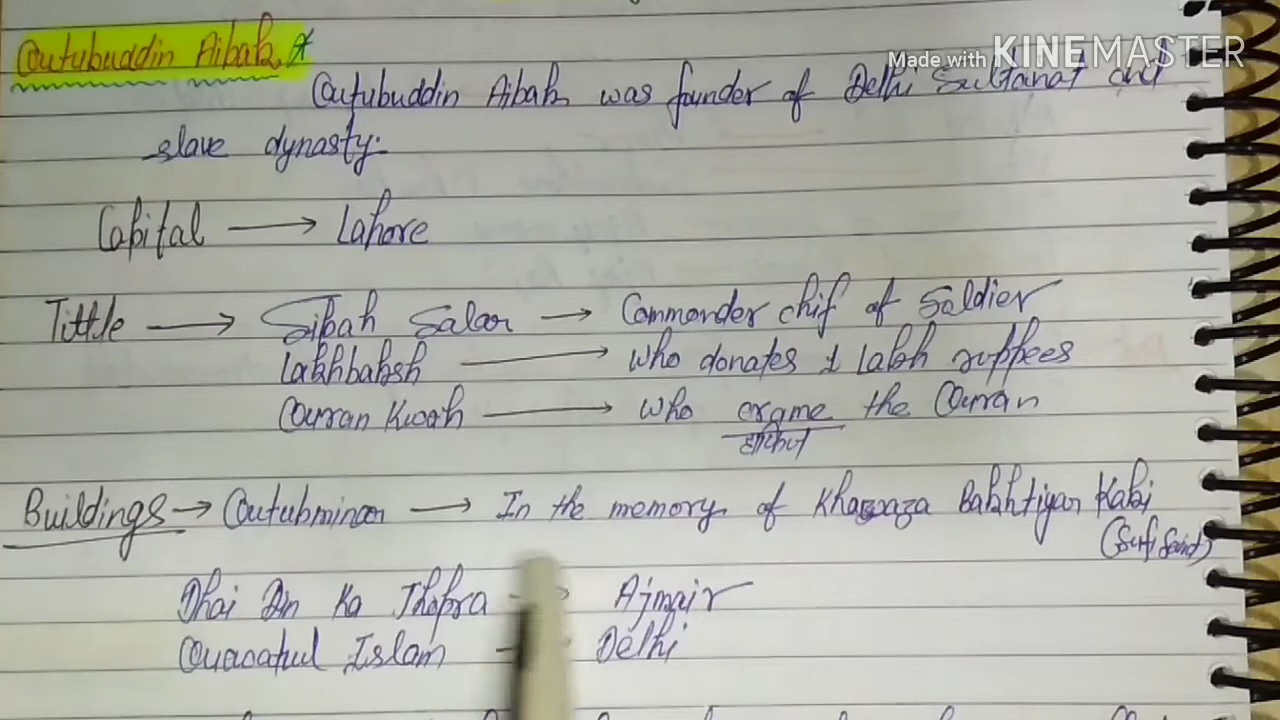 Qutubuddin Aibak
Made with KINEMASTER
Qutubuddin Aibak was founder of Delhi Sultanat and
slave dynasty.
Capital → Lahore
Tittle → Sipah Salar → Commander chif of Soldier
Lakhbaksh → who donates 1 Lakh ruppees
Quran Kwah → who the Quran
हाफिज
Buildings → Qutubminar → In the memory of Khawaza Bakhtiyar Kaki
(Sufi Saint)
Dhai Din Ka Jhopra → Ajmair
Quawatul Islam → Delhi